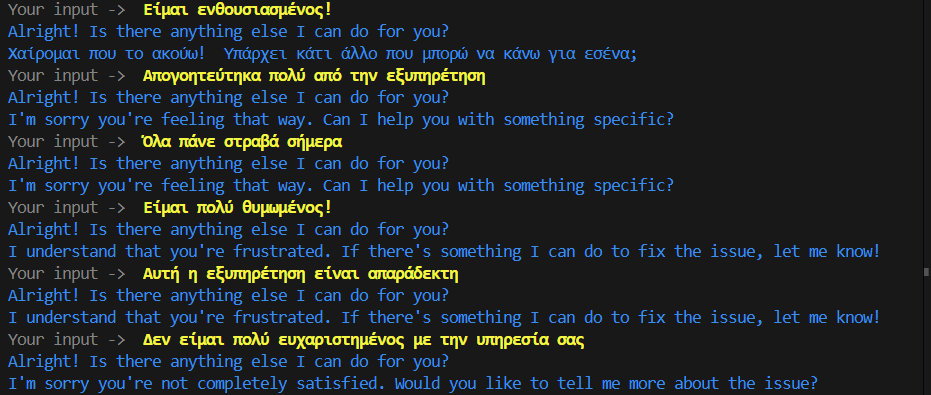 Your input -> Είμαι ενθουσιασμένος!
Alright! Is there anything else I can do for you?
Χαίρομαι που το ακούω!  Υπάρχει κάτι άλλο που μπορώ να κάνω για εσένα;
Your input -> Απογοητεύτηκα πολύ από την εξυπηρέτηση
Alright! Is there anything else I can do for you?
I'm sorry you're feeling that way. Can I help you with something specific?
Your input -> Όλα πάνε στραβά σήμερα
Alright! Is there anything else I can do for you?
I'm sorry you're feeling that way. Can I help you with something specific?
Your input -> Είμαι πολύ θυμωμένος!
Alright! Is there anything else I can do for you?
I understand that you're frustrated. If there's something I can do to fix the issue, let me know!
Your input -> Αυτή η εξυπηρέτηση είναι απαράδεκτη
Alright! Is there anything else I can do for you?
I understand that you're frustrated. If there's something I can do to fix the issue, let me know!
Your input -> Δεν είμαι πολύ ευχαριστημένος με την υπηρεσία σας
Alright! Is there anything else I can do for you?
I'm sorry you're not completely satisfied. Would you like to tell me more about the issue?